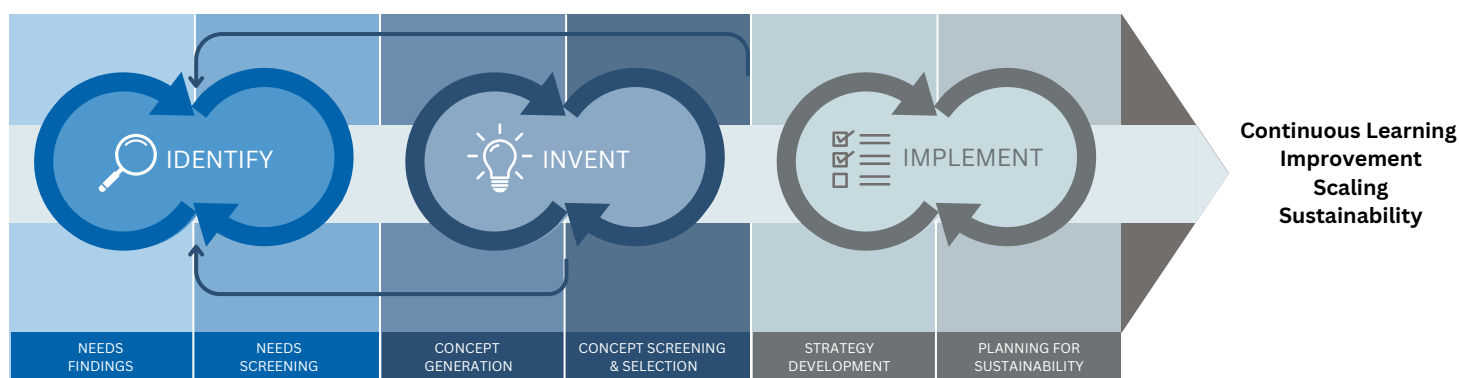 IDENTIFY
INVENT
IMPLEMENT
Continuous Learning
Improvement
Scaling
Sustainability
NEEDS
FINDINGS
NEEDS
SCREENING
CONCEPT
GENERATION
CONCEPT SCREENING
& SELECTION
STRATEGY
DEVELOPMENT
PLANNING FOR
SUSTAINABILITY